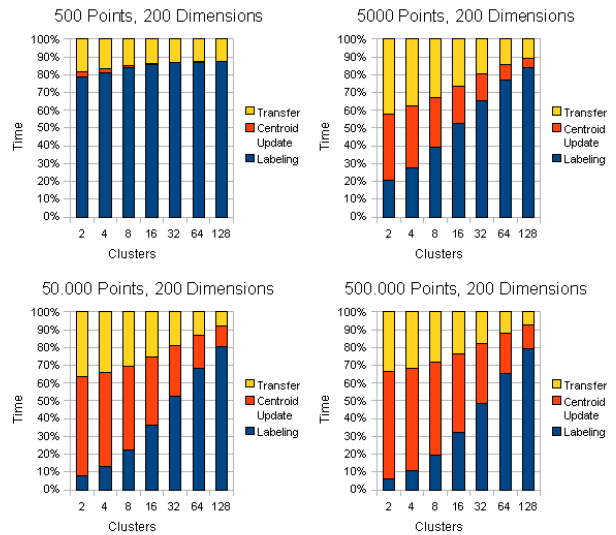 500 Points, 200 Dimensions
100%
90%
80%
70%
60%
50%
40%
30%
20%
10%
0%
Time
2 4 8 16 32 64 128
Clusters
Transfer
Centroid
Update
Labeling
5000 Points, 200 Dimensions
100%
90%
80%
70%
60%
50%
40%
30%
20%
10%
0%
Time
2 4 8 16 32 64 128
Clusters
Transfer
Centroid
Update
Labeling
50.000 Points, 200 Dimensions
100%
90%
80%
70%
60%
50%
40%
30%
20%
10%
0%
Time
2 4 8 16 32 64 128
Clusters
Transfer
Centroid
Update
Labeling
500.000 Points, 200 Dimensions
100%
90%
80%
70%
60%
50%
40%
30%
20%
10%
0%
Time
2 4 8 16 32 64 128
Clusters
Transfer
Centroid
Update
Labeling